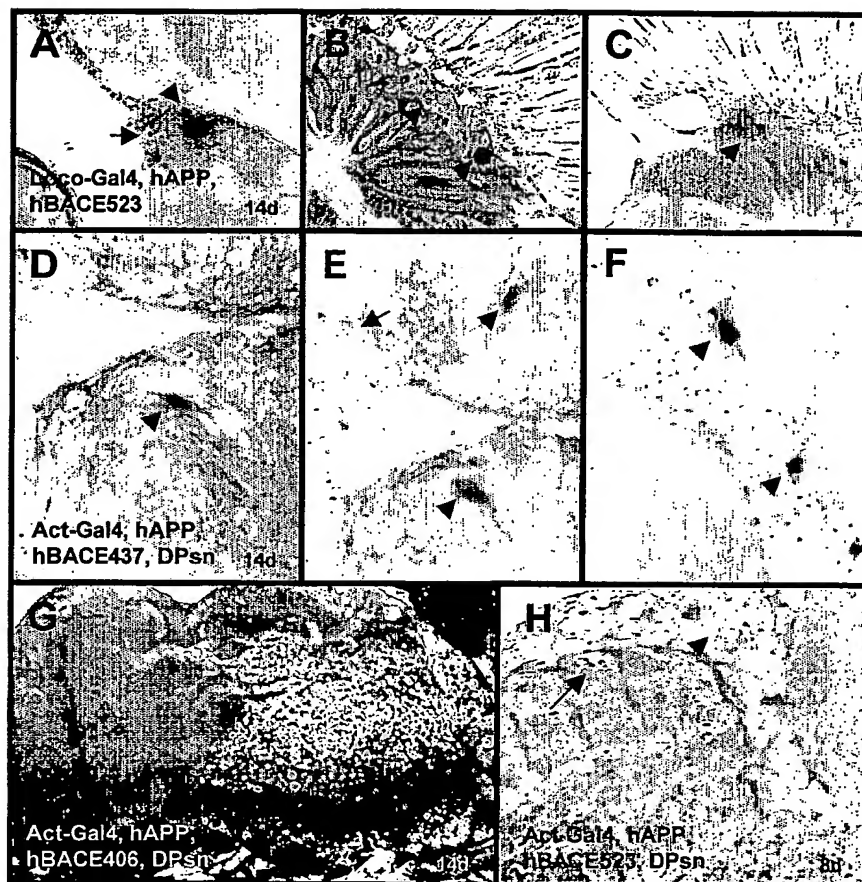 A
B
C
Loco-Gal4, hAPP,
hBACE523
14d
D
E
F
Act-Gal4, hAPP,
hBACE437, DPsn
14d
G
H
Act-Gal4, hAPP,
hBACE406, DPsn
14d
Act-Gal4, hAPP,
hBACE523, DPsn
8d